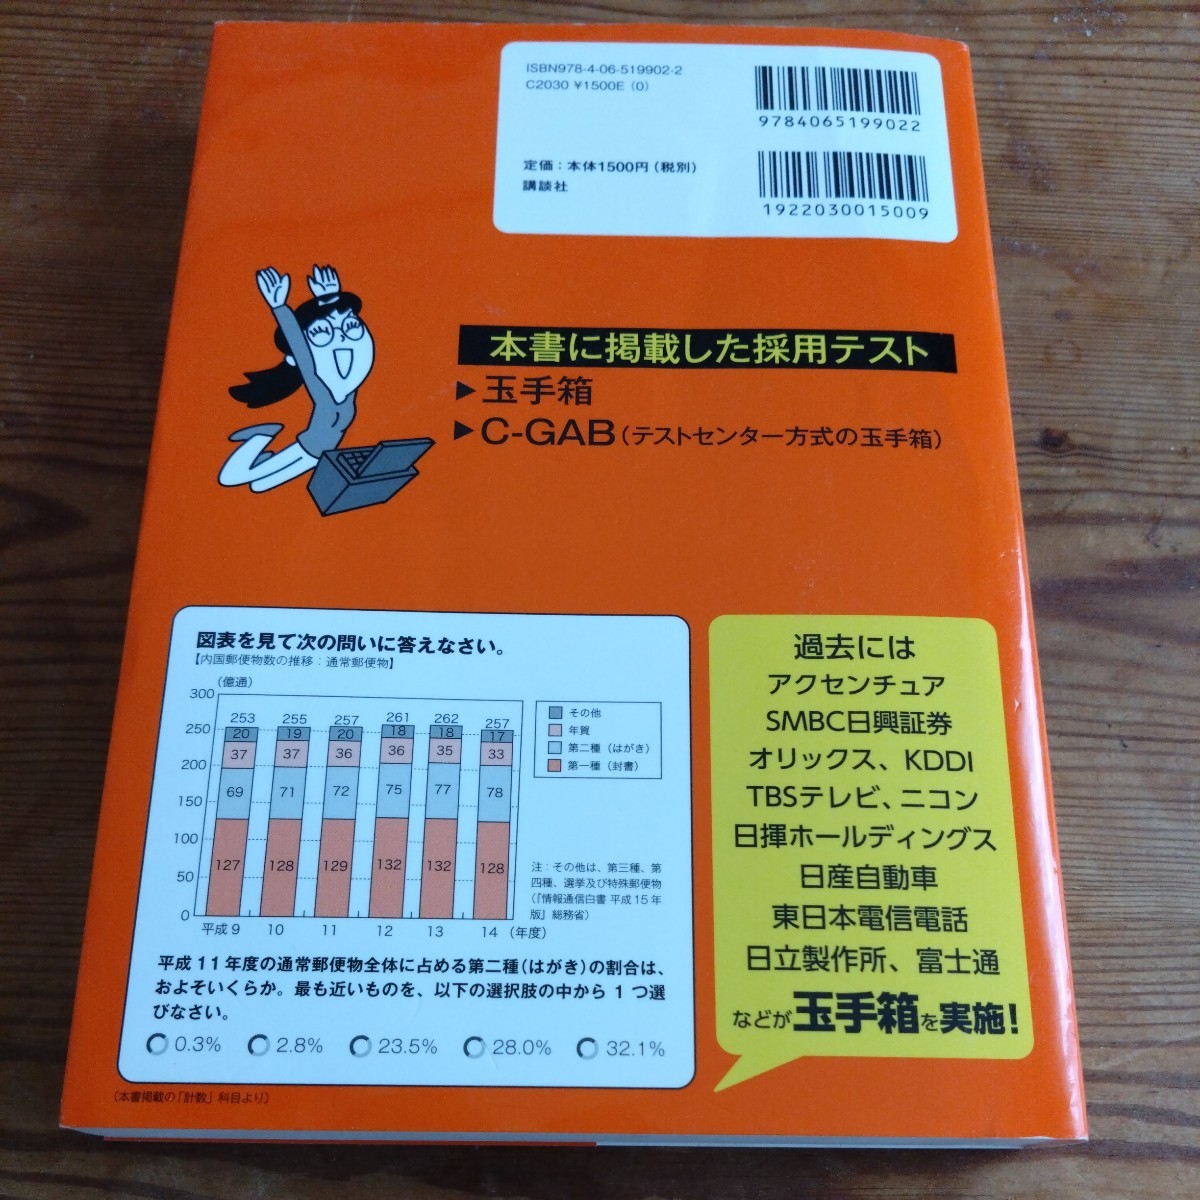 ISBN978-4-06-519902-2
C2030 ¥1500E (0)
9784065199022
定価：本体1500円（税別）
講談社
1922030015009
本書に掲載した採用テスト
▶玉手箱
▶C-GAB（テストセンター方式の玉手箱）
図表を見て次の問いに答えなさい。
【内国郵便物数の推移：通常郵便物】
（億通）
300
250
200
150
100
50
0
253 255 257 261 262 257
20 19 20 18 18 17
37 37 36 36 35 33
69 71 72 75 77 78
127 128 129 132 132 128
平成9 10 11 12 13 14（年度）
その他
年賀
第二種（はがき）
第一種（封書）
注：その他は、第三種、第
四種、選挙及び特殊郵便物
（『情報通信白書 平成15年
版』総務省）
平成11年度の通常郵便物全体に占める第二種（はがき）の割合は、
およそいくらか。最も近いものを、以下の選択肢の中から1つ選
びなさい。
0.3% 2.8% 23.5% 28.0% 32.1%
（本書掲載の「計数」科目より）
過去には
アクセンチュア
SMBC日興証券
オリックス、KDDI
TBSテレビ、ニコン
日揮ホールディングス
日産自動車
東日本電信電話
日立製作所、富士通
などが玉手箱を実施！